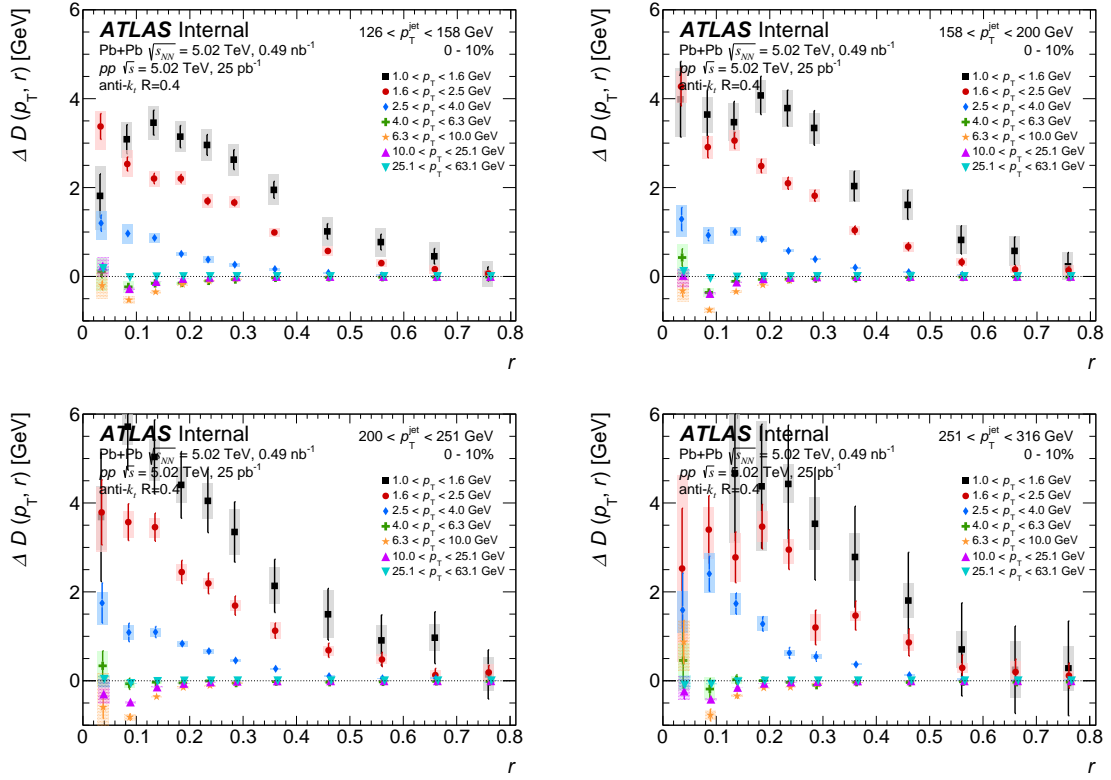 ATLAS Internal
126 < p_T^jet < 158 GeV
Pb+Pb √s_NN = 5.02 TeV, 0.49 nb⁻¹
0 - 10%
pp √s = 5.02 TeV, 25 pb⁻¹
anti-k_t R=0.4
1.0 < p_T < 1.6 GeV
1.6 < p_T < 2.5 GeV
2.5 < p_T < 4.0 GeV
4.0 < p_T < 6.3 GeV
6.3 < p_T < 10.0 GeV
10.0 < p_T < 25.1 GeV
25.1 < p_T < 63.1 GeV
Δ D (p_T, r) [GeV]
6
4
2
0
0 0.1 0.2 0.3 0.4 0.5 0.6 0.7 0.8
r
ATLAS Internal
158 < p_T^jet < 200 GeV
Pb+Pb √s_NN = 5.02 TeV, 0.49 nb⁻¹
0 - 10%
pp √s = 5.02 TeV, 25 pb⁻¹
anti-k_t R=0.4
1.0 < p_T < 1.6 GeV
1.6 < p_T < 2.5 GeV
2.5 < p_T < 4.0 GeV
4.0 < p_T < 6.3 GeV
6.3 < p_T < 10.0 GeV
10.0 < p_T < 25.1 GeV
25.1 < p_T < 63.1 GeV
Δ D (p_T, r) [GeV]
6
4
2
0
0 0.1 0.2 0.3 0.4 0.5 0.6 0.7 0.8
r
ATLAS Internal
200 < p_T^jet < 251 GeV
Pb+Pb √s_NN = 5.02 TeV, 0.49 nb⁻¹
0 - 10%
pp √s = 5.02 TeV, 25 pb⁻¹
anti-k_t R=0.4
1.0 < p_T < 1.6 GeV
1.6 < p_T < 2.5 GeV
2.5 < p_T < 4.0 GeV
4.0 < p_T < 6.3 GeV
6.3 < p_T < 10.0 GeV
10.0 < p_T < 25.1 GeV
25.1 < p_T < 63.1 GeV
Δ D (p_T, r) [GeV]
6
4
2
0
0 0.1 0.2 0.3 0.4 0.5 0.6 0.7 0.8
r
ATLAS Internal
251 < p_T^jet < 316 GeV
Pb+Pb √s_NN = 5.02 TeV, 0.49 nb⁻¹
0 - 10%
pp √s = 5.02 TeV, 25 pb⁻¹
anti-k_t R=0.4
1.0 < p_T < 1.6 GeV
1.6 < p_T < 2.5 GeV
2.5 < p_T < 4.0 GeV
4.0 < p_T < 6.3 GeV
6.3 < p_T < 10.0 GeV
10.0 < p_T < 25.1 GeV
25.1 < p_T < 63.1 GeV
Δ D (p_T, r) [GeV]
6
4
2
0
0 0.1 0.2 0.3 0.4 0.5 0.6 0.7 0.8
r